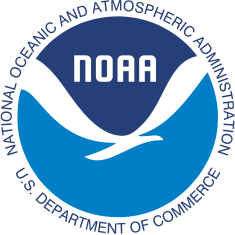 NATIONAL OCEANIC AND ATMOSPHERIC ADMINISTRATION
NOAA
U.S. DEPARTMENT OF COMMERCE